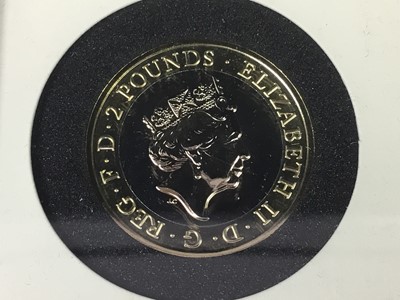 ELIZABETH II · D · G · REG · F · D · 2 POUNDS ·
J.C